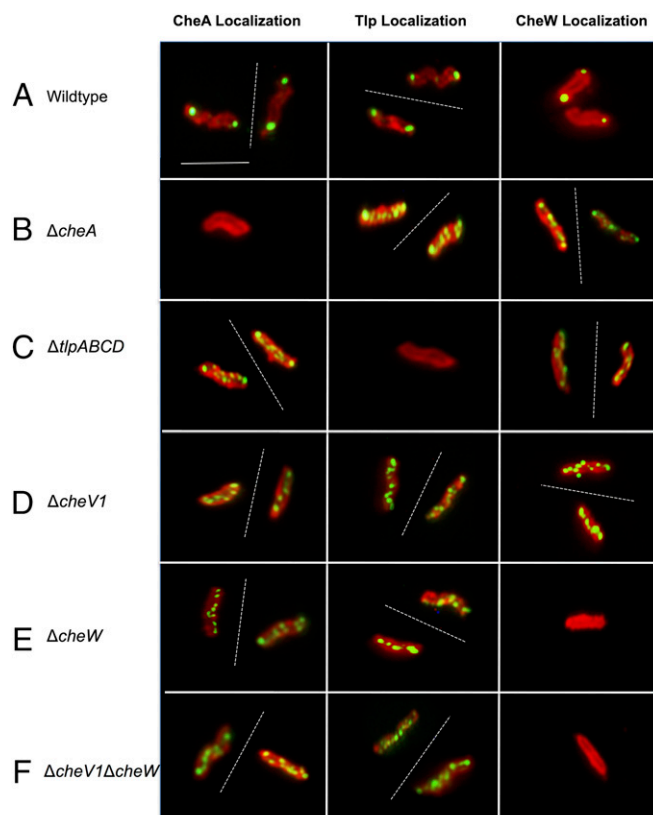 CheA Localization Tlp Localization CheW Localization
A Wildtype
B ΔcheA
C ΔtlpABCD
D ΔcheV1
E ΔcheW
F ΔcheV1ΔcheW